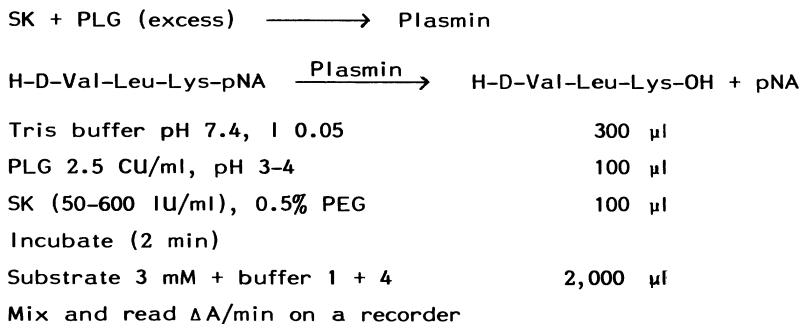 SK + PLG (excess) ⟶ Plasmin
H-D-Val-Leu-Lys-pNA Plasmin ⟶ H-D-Val-Leu-Lys-OH + pNA
Tris buffer pH 7.4, I 0.05 300 µl
PLG 2.5 CU/ml, pH 3-4 100 µl
SK (50-600 IU/ml), 0.5% PEG 100 µl
Incubate (2 min)
Substrate 3 mM + buffer 1 + 4 2,000 µl
Mix and read ΔA/min on a recorder